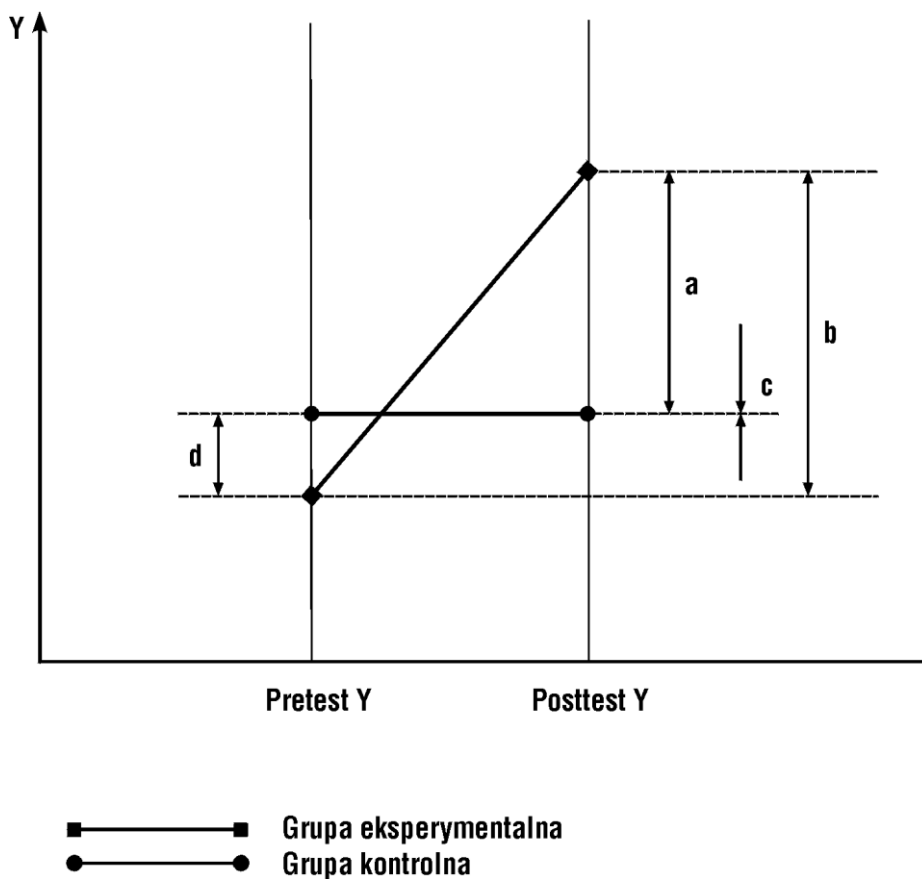 Y
a
b
c
d
Pretest Y
Posttest Y
Grupa eksperymentalna
Grupa kontrolna